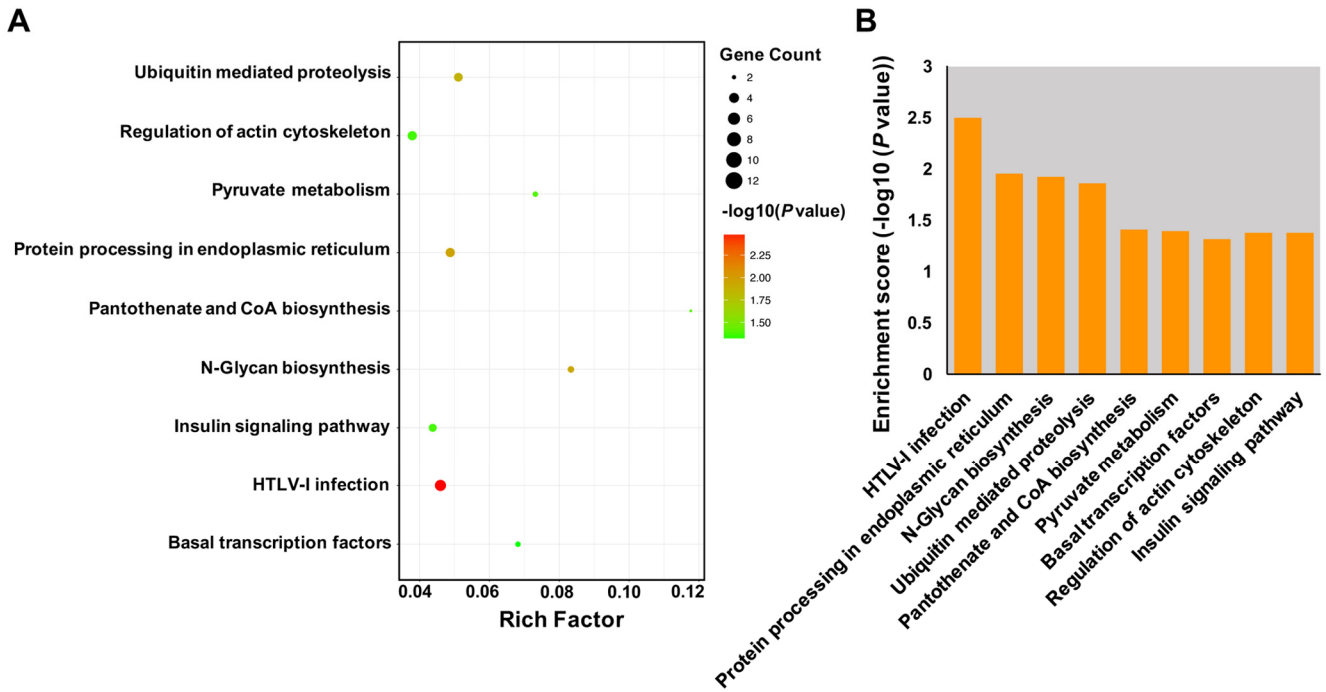 A
Ubiquitin mediated proteolysis
Regulation of actin cytoskeleton
Pyruvate metabolism
Protein processing in endoplasmic reticulum
Pantothenate and CoA biosynthesis
N-Glycan biosynthesis
Insulin signaling pathway
HTLV-I infection
Basal transcription factors
0.04 0.06 0.08 0.10 0.12
Rich Factor
Gene Count
2
4
6
8
10
12
-log10(P value)
2.25
2.00
1.75
1.50
B
Enrichment score (-log10 (P value))
3
2.5
2
1.5
1
0.5
0
HTLV-I infection
Protein processing in endoplasmic reticulum
N-Glycan biosynthesis
Ubiquitin mediated proteolysis
Pantothenate and CoA biosynthesis
Pyruvate metabolism
Basal transcription factors
Regulation of actin cytoskeleton
Insulin signaling pathway